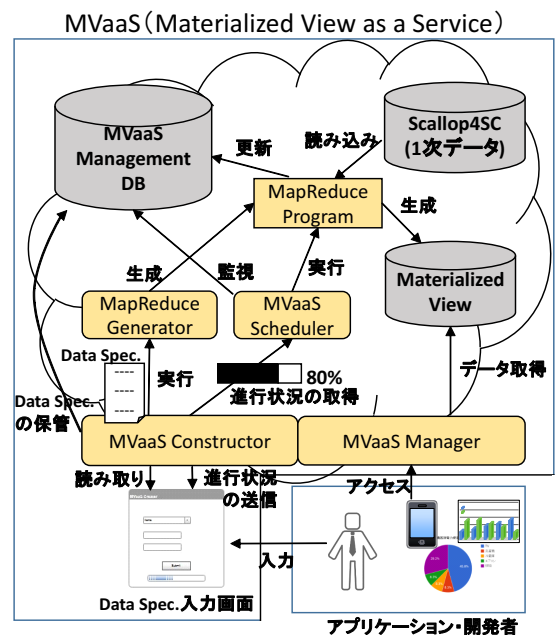 MVaaS（Materialized View as a Service）
MVaaS
Management
DB
Scallop4SC
(1次データ)
更新
読み込み
MapReduce
Program
生成
生成
監視
実行
Materialized
View
MapReduce
Generator
MVaaS
Scheduler
Data Spec.
実行
80%
進行状況の取得
データ取得
Data Spec.
の保管
MVaaS Constructor
MVaaS Manager
読み取り
進行状況
の送信
アクセス
入力
Data Spec.入力画面
アプリケーション・開発者